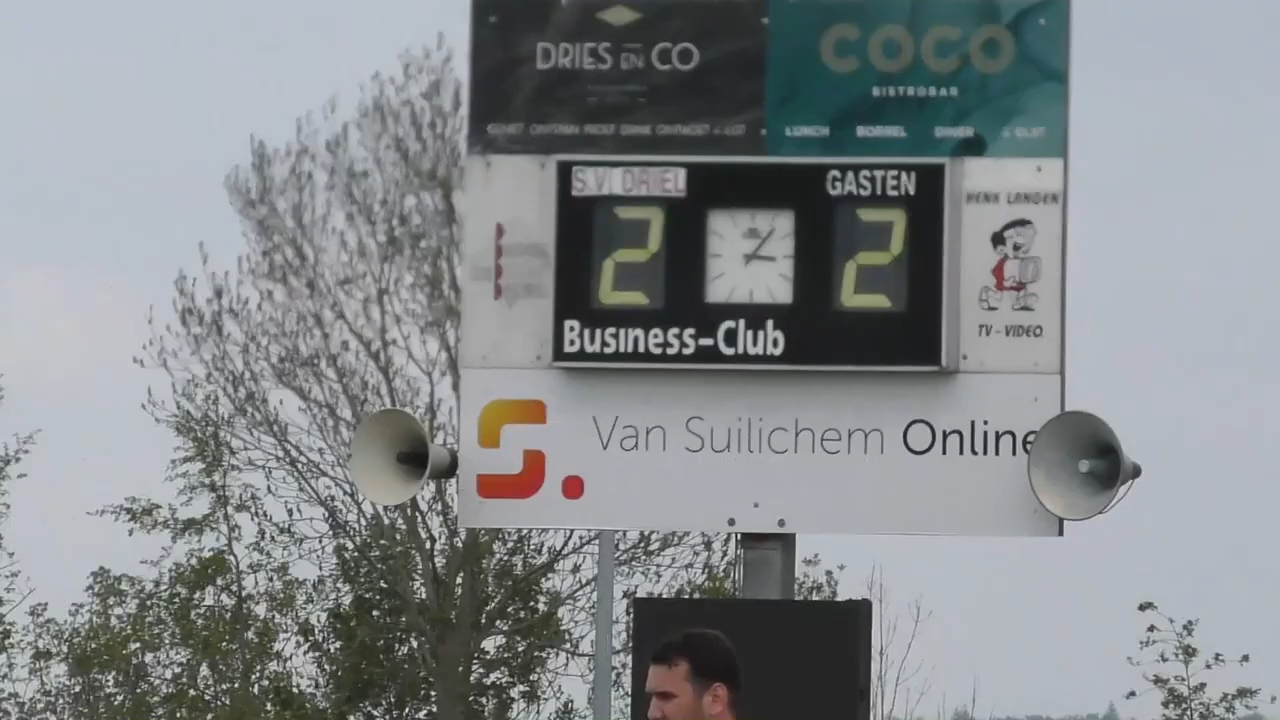 DRIES EN CO
COCO
BISTROBAR
LUNCH BORREL DINER
S.V. DRIEL
GASTEN
2
2
HENK LANGEN
TV-VIDEO
Business-Club
S.
Van Suilichem Online